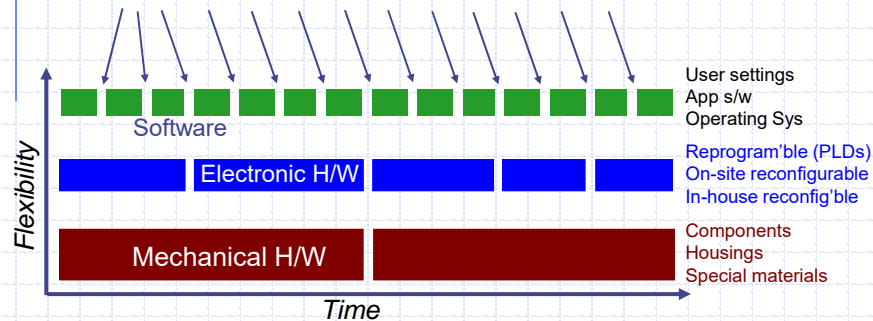 User settings
App s/w
Operating Sys
Software
Flexibility
Reprogram'ble (PLDs)
Electronic H/W
On-site reconfigurable
In-house reconfig'ble
Components
Mechanical H/W
Housings
Special materials
Time